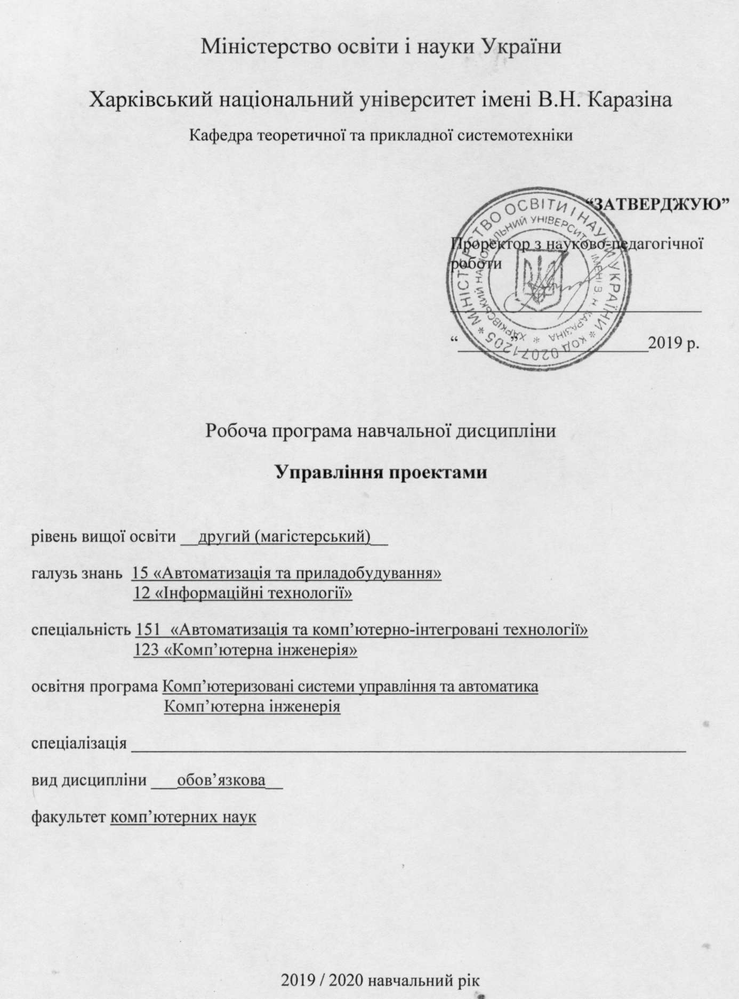 Міністерство освіти і науки України
Харківський національний університет імені В.Н. Каразіна
Кафедра теоретичної та прикладної системотехніки
“ЗАТВЕРДЖУЮ”
Проректор з науково-педагогічної
роботи
“______”_______________2019 р.
МІНІСТЕРСТВО ОСВІТИ І НАУКИ УКРАЇНИ * КОД 02071205 *
ХАРКІВСЬКИЙ НАЦІОНАЛЬНИЙ УНІВЕРСИТЕТ ІМЕНІ В. Н. КАРАЗІНА *
Робоча програма навчальної дисципліни
Управління проектами
рівень вищої освіти __другий (магістерський)__
галузь знань 15 «Автоматизація та приладобудування»
12 «Інформаційні технології»
спеціальність 151 «Автоматизація та комп’ютерно-інтегровані технології»
123 «Комп’ютерна інженерія»
освітня програма Комп’ютеризовані системи управління та автоматика
Комп’ютерна інженерія
спеціалізація ______________________________
вид дисципліни ___обов’язкова__
факультет комп’ютерних наук
2019 / 2020 навчальний рік